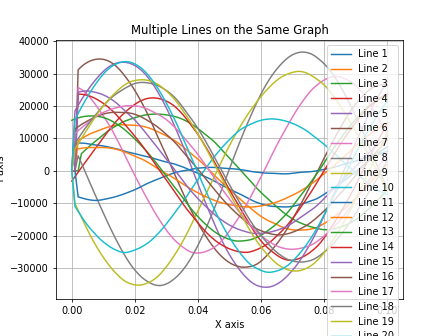 Multiple Lines on the Same Graph
40000
30000
20000
10000
0
−10000
−20000
−30000
0.00
0.02
0.04
0.06
X axis
Line 1
Line 2
Line 3
Line 4
Line 5
Line 6
Line 7
Line 8
Line 9
Line 10
Line 11
Line 12
Line 13
Line 14
Line 15
Line 16
Line 17
Line 18
Line 19
Line 20